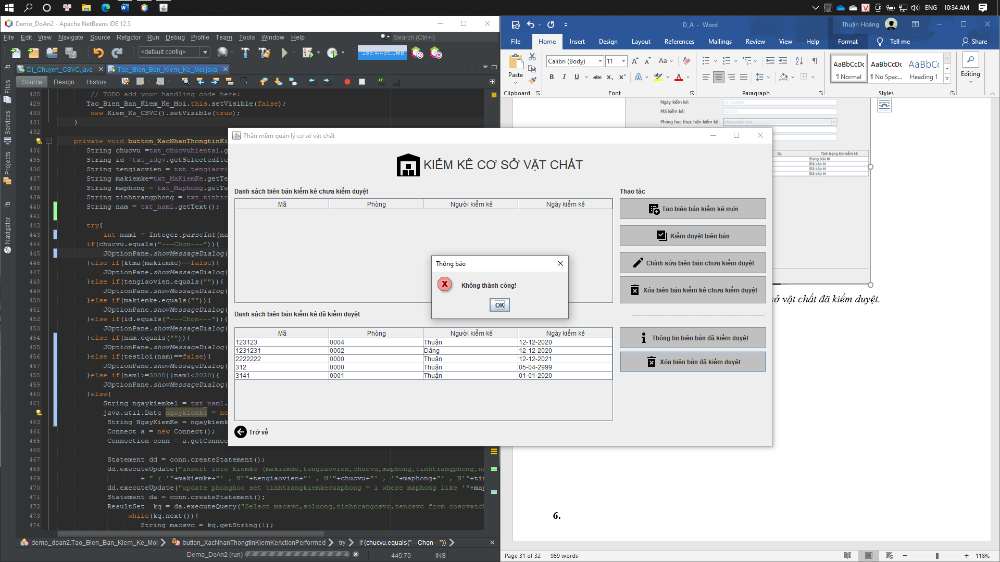 ENG 10:34 AM
Demo_DoAn2 - Apache NetBeans IDE 12.3
File Edit View Navigate Source Refactor Run Debug Profile Team Tools Window Help
Search (Ctrl+I)
<default config>
289.4/495.0MB
Di_Chuyen_CSVC.java
Tao_Bien_Ban_Kiem_Ke_Moi.java
Source Design History
Files
Services
Projects
Navigator
428 // TODO add your handling code here:
429 Tao_Bien_Ban_Kiem_Ke_Moi.this.setVisible(false);
430 new Kiem_Ke_CSVC().setVisible(true);
431 }
432
private void button_XacNhanThongtinKi
434 String chucvu =txt_chucvuhientai.g
435 String id =txt_idgv.getSelectedIte
436 String tengiaovien = txt_tengiaovi
437 String makiemke=txt_MaKiemKe.getTe
438 String maphong = txt_Maphong.getTe
439 String tinhtrangphong = txt_tinhtr
440 String nam = txt_nam1.getText();
441
442 try{
443 int nam1 = Integer.parseInt(na
444 if(chucvu.equals("---Chọn---")){
445 JOptionPane.showMessageDialog(
446 }else if(ktma(makiemke)==false){
447 JOptionPane.showMessageDialog(
448 }else if(tengiaovien.equals("")){
449 JOptionPane.showMessageDialog(
450 }else if(makiemke.equals("")){
451 JOptionPane.showMessageDialog(
452 }else if(id.equals("---Chọn---")){
453 JOptionPane.showMessageDialog(
454 }else if(nam.equals("")){
455 JOptionPane.showMessageDialog(
456 }else if(testloi(nam)==false){
457 JOptionPane.showMessageDialog(
458 }else if(nam1>=3000||nam1<2020){
459 JOptionPane.showMessageDialog(
460 }else{
461 String ngaykiemke1 = txt_nam1.
java.util.Date ngaykiemke = ne
463 String NgayKiemKe = ngaykiemk
464 Connect a = new Connect();
465 Connection conn = a.getConnec
466
467 Statement dd = conn.createStatement();
468 dd.executeUpdate("insert into kiemke (makiemke,tengiaovien,chucvu,maphong,tinhtrangphong,ng
469 + " ( '"+makiemke+"' , N'"+tengiaovien+"' , N'"+chucvu+"' , '"+maphong+"' , N'"+tin
470 dd.executeUpdate("update phonghoc set tinhtrangkiemkecuaphong = 1 where maphong like '"+map
471 Statement da = conn.createStatement();
472 ResultSet kq = da.executeQuery("Select macsvc,soluong,tinhtrangcsvc,tencsvc from cosovatch
473 while(kq.next()){
474 String macsvc = kq.getString(1);
demo_doan2.Tao_Bien_Ban_Kiem_Ke_Moi button_XacNhanThongtinKiemKeActionPerformed try if (chucvu.equals("---Chọn---"))
Demo_DoAn2 (run)
445:70 INS
Phần mềm quản lý cơ sở vật chất
KIỂM KÊ CƠ SỞ VẬT CHẤT
Danh sách biên bản kiểm kê chưa kiểm duyệt
Mã Phòng Người kiểm kê Ngày kiểm kê
Danh sách biên bản kiểm kê đã kiểm duyệt
Mã Phòng Người kiểm kê Ngày kiểm kê
123123 0004 Thuận 12-12-2020
1231231 0002 Dâng 12-12-2020
2222222 0000 Thuận 12-12-2021
312 0000 Thuận 05-04-2999
3141 0001 Thuận 01-01-2020
Trở về
Thao tác
Tạo biên bản kiểm kê mới
Kiểm duyệt biên bản
Chỉnh sửa biên bản chưa kiểm duyệt
Xóa biên bản kiểm kê chưa kiểm duyệt
Thông tin biên bản đã kiểm duyệt
Xóa biên bản đã kiểm duyệt
Thông báo
Không thành công!
OK
D_A - Word
Thuận Hoàng
File Home Insert Design Layout References Mailings Review View Help Format Tell me Share
Paste
Clipboard
Calibri (Body) 11
Aa
B I U abc x₂ x²
Font
Paragraph
AaBbCcDc AaBbCcDc AaBbCc
¶ Normal ¶ No Spac... Heading 1
Styles
Editing
Ngày kiểm kê: 12-12-2020
Mã kiểm kê: 123123
Phòng học thực hiện kiểm kê:
SL Tình trạng khi kiểm kê
Đang bảo trì
Đã bảo trì
Đã bảo trì
Đã bảo trì
sở vật chất đã kiểm duyệt.
6.
Page 31 of 32 959 words 118%